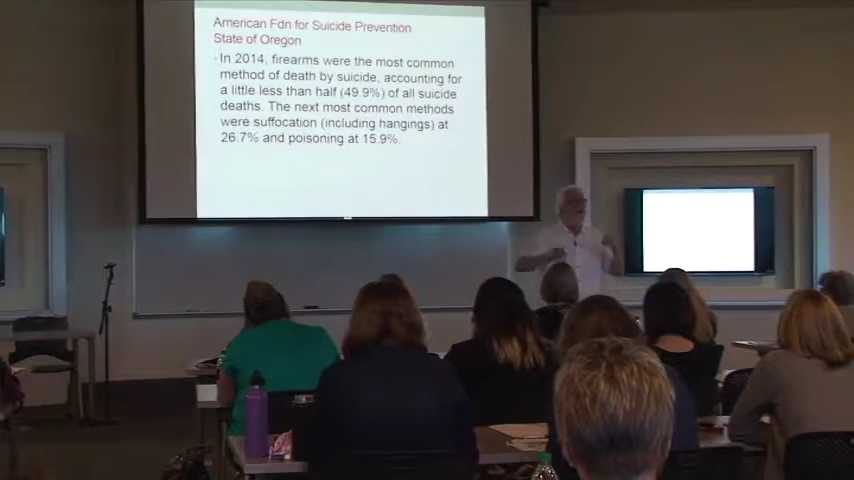 American Fdn for Suicide Prevention
State of Oregon
In 2014, firearms were the most common
method of death by suicide, accounting for
a little less than half (49.9%) of all suicide
deaths. The next most common methods
were suffocation (including hangings) at
26.7% and poisoning at 15.9%.